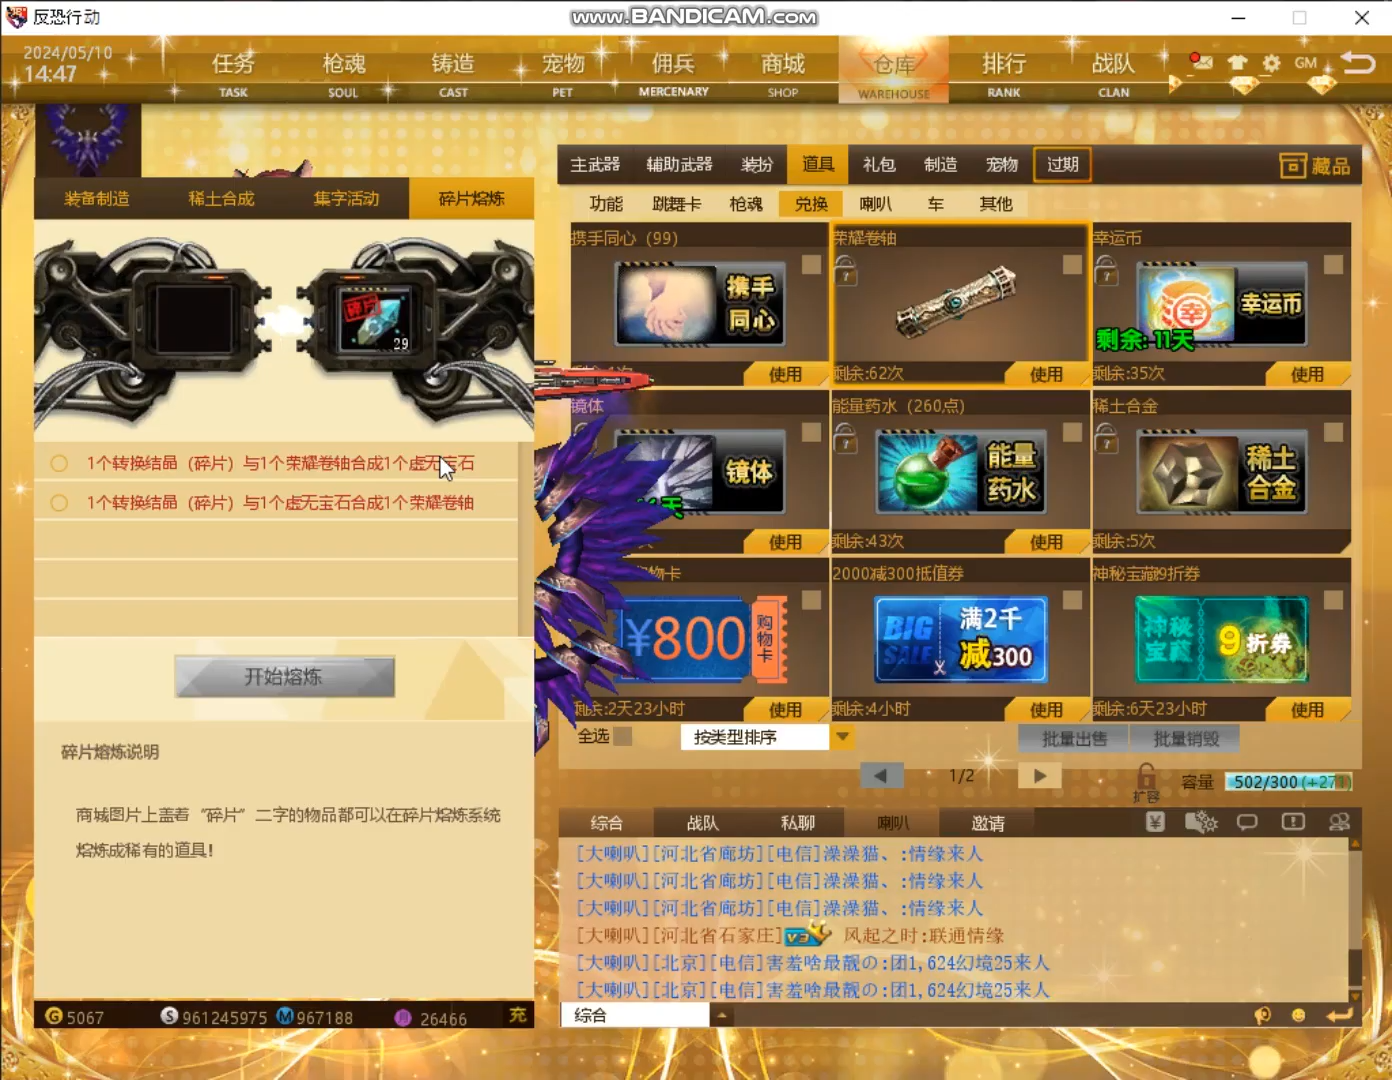 反恐行动
www.BANDICAM.com
2024/05/10
14:47
任务 枪魂 铸造 宠物 佣兵 商城 仓库 排行 战队 GM
TASK SOUL CAST PET MERCENARY SHOP WAREHOUSE RANK CLAN
装备制造 稀土合成 集字活动 碎片熔炼
碎片
29
1个转换结晶（碎片）与1个荣耀卷轴合成1个虚无宝石
1个转换结晶（碎片）与1个虚无宝石合成1个荣耀卷轴
开始熔炼
碎片熔炼说明
商城图片上盖着“碎片”二字的物品都可以在碎片熔炼系统
熔炼成稀有的道具！
G 5067 S 961245975 M 967188 26466 充
主武器 辅助武器 装扮 道具 礼包 制造 宠物 过期 藏品
功能 跳舞卡 枪魂 兑换 喇叭 车 其他
携手同心（99） 荣耀卷轴 幸运币
携手
同心
幸
幸运币
剩余: 11天
使用 剩余:62次 使用 剩余:35次 使用
镜体 能量药水（260点） 稀土合金
镜体
能量
药水
稀土
合金
天
使用 剩余:43次 使用 剩余:5次
物卡 2000减300抵值券 神秘宝藏9折券
¥800 购物卡
BIG SALE 满2千
减300
神秘
宝藏
9折券
剩余:2天23小时 使用 剩余:4小时 使用 剩余:6天23小时 使用
全选 按类型排序 批量出售 批量销毁
1/2 扩容 容量 502/300(+271)
综合 战队 私聊 喇叭 邀请
[大喇叭][河北省廊坊][电信]澡澡猫、:情缘来人
[大喇叭][河北省廊坊][电信]澡澡猫、:情缘来人
[大喇叭][河北省廊坊][电信]澡澡猫、:情缘来人
[大喇叭][河北省石家庄]V3 风起之时:联通情缘
[大喇叭][北京][电信]害羞啥最靓の:团1,624幻境25来人
[大喇叭][北京][电信]害羞啥最靓の:团1,624幻境25来人
综合